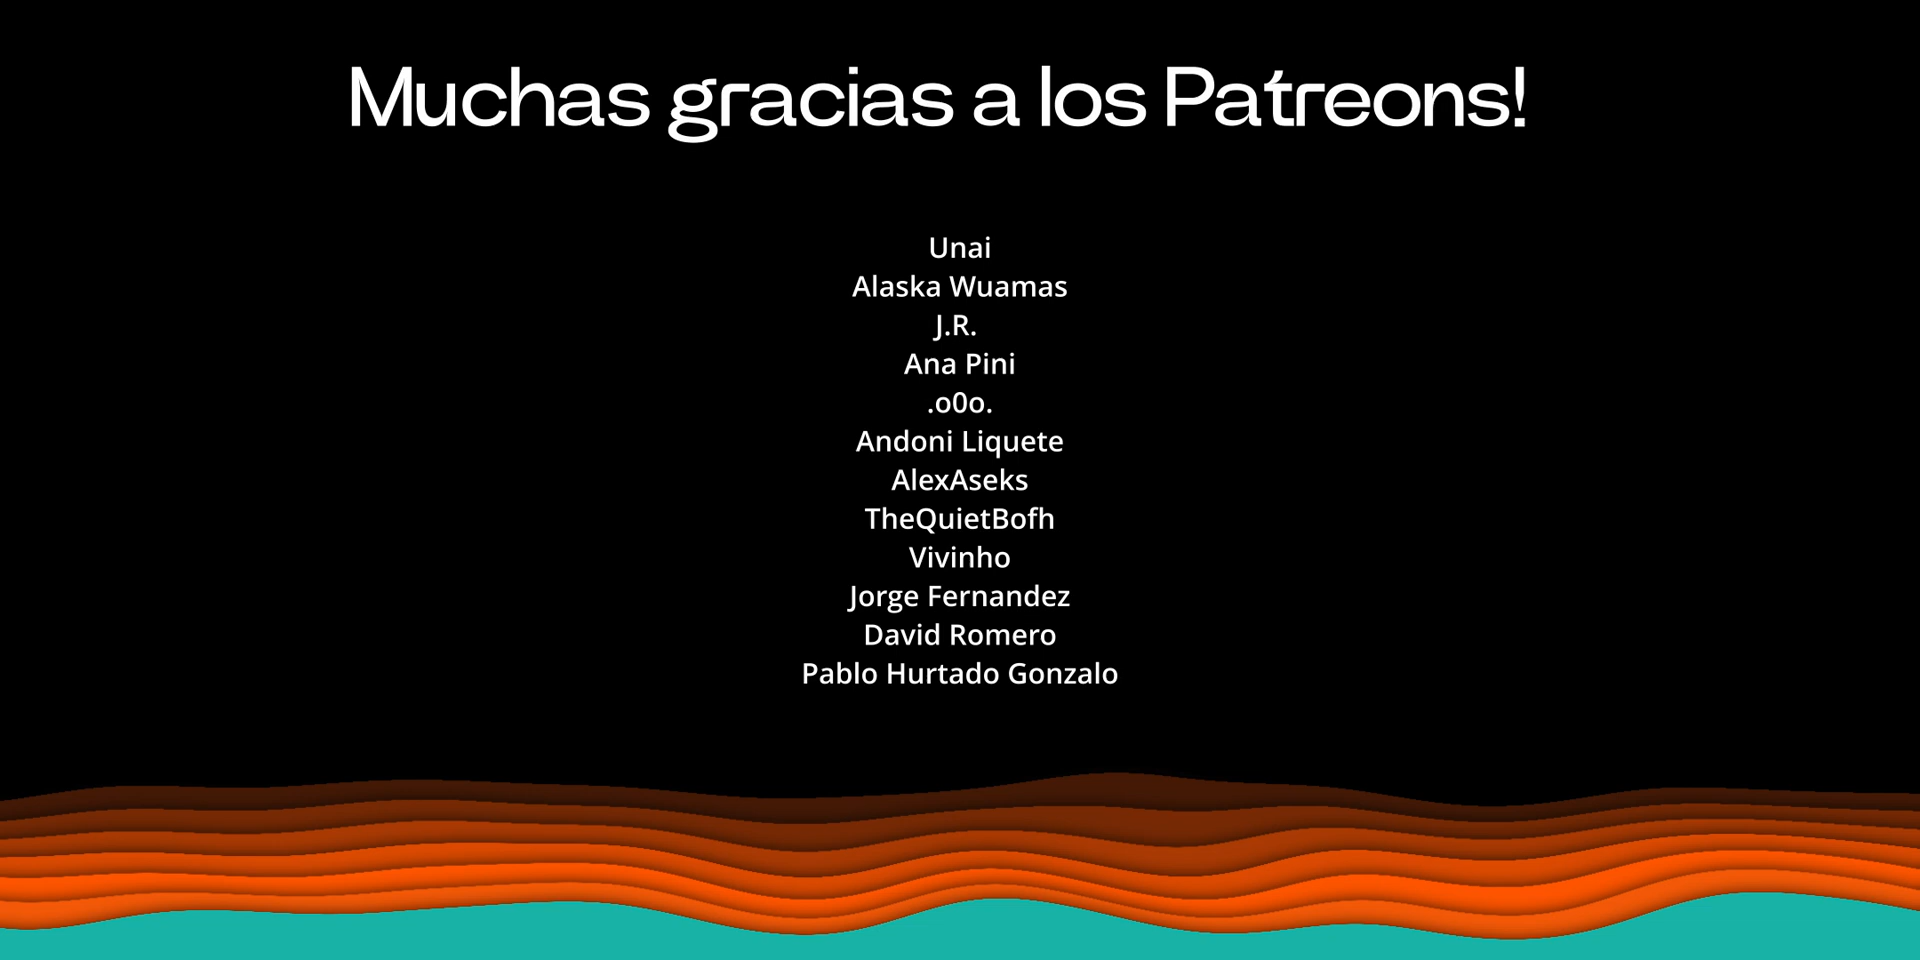 Muchas gracias a los Patreons!
Unai
Alaska Wuamas
J.R.
Ana Pini
.o0o.
Andoni Liquete
AlexAseks
TheQuietBofh
Vivinho
Jorge Fernandez
David Romero
Pablo Hurtado Gonzalo